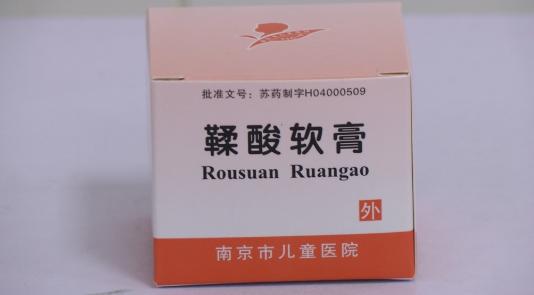 批准文号：苏药制字H04000509
鞣酸软膏
Rousuan Ruangao
外
南京市儿童医院